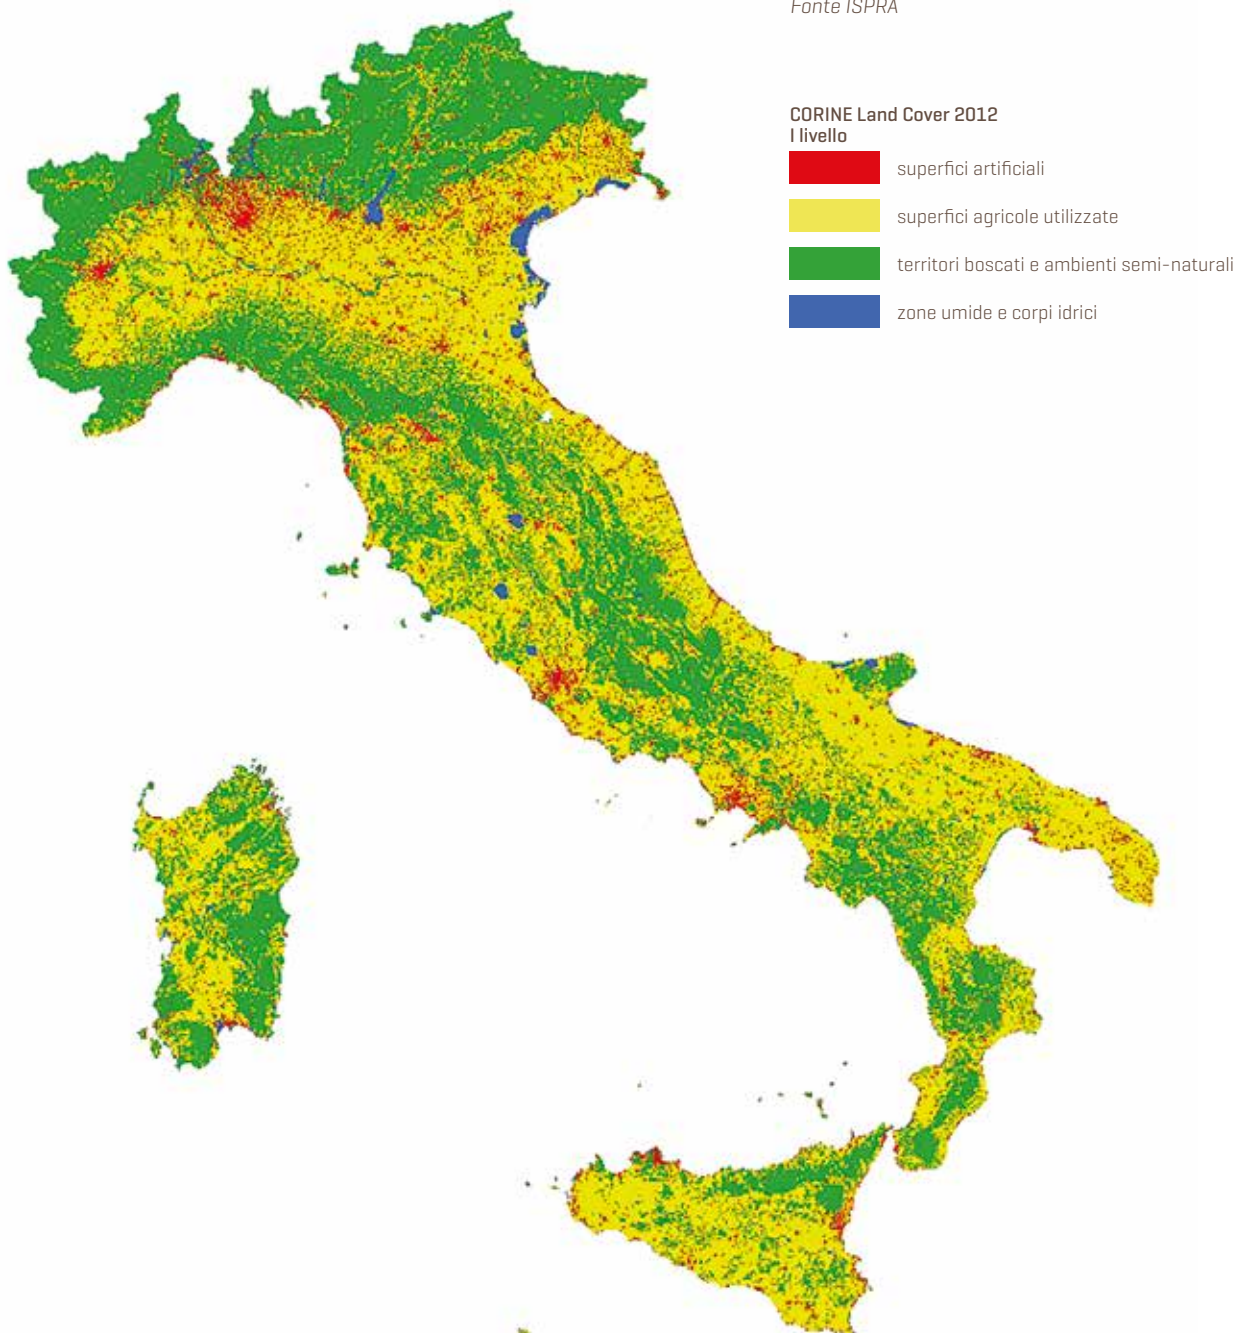 Fonte ISPRA
CORINE Land Cover 2012
I livello
superfici artificiali
superfici agricole utilizzate
territori boscati e ambienti semi-naturali
zone umide e corpi idrici